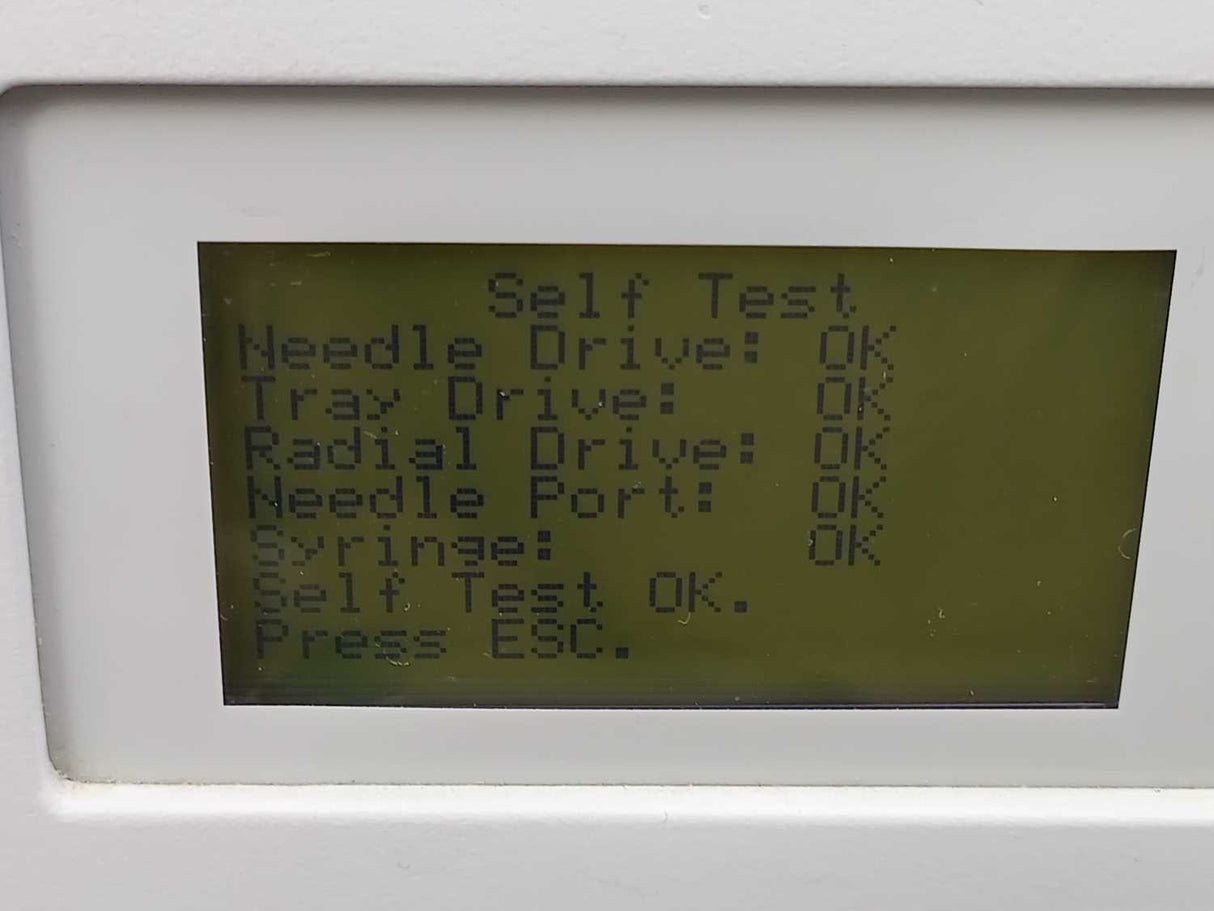 Self Test
Needle Drive: OK
Tray Drive: OK
Radial Drive: OK
Needle Port: OK
Syringe: OK
Self Test OK.
Press ESC.